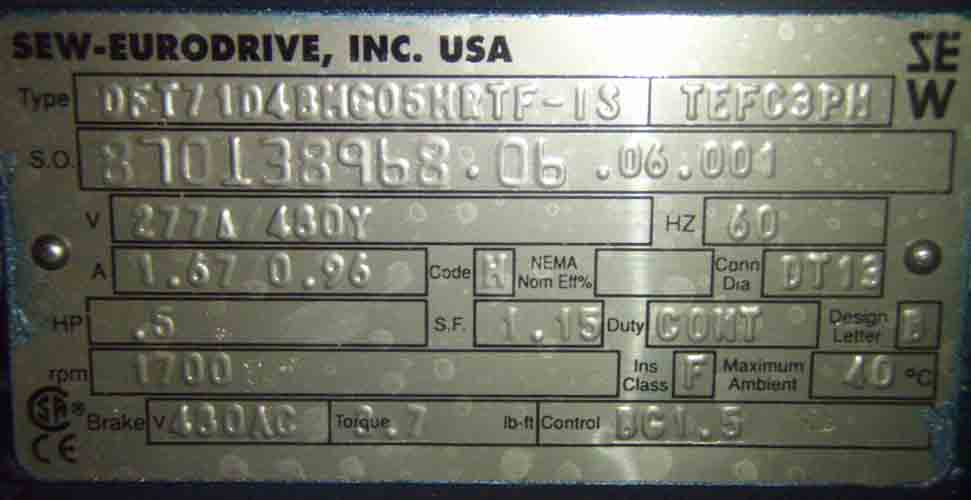 SEW-EURODRIVE, INC. USA
SE W
Type DFT71D4BMG05HRTF-IS TEFC3PH
S.O. 870138968.06 .06.001
V 277Δ/480Y HZ 60
A 1.67/0.96 Code H NEMA Nom Eff% Conn Dia DT13
HP .5 S.F. 1.15 Duty CONT Design Letter B
rpm 1700 Ins Class F Maximum Ambient 40 °C
Brake V 480AC Torque 3.7 lb-ft Control BG1.5
SA ®
CE